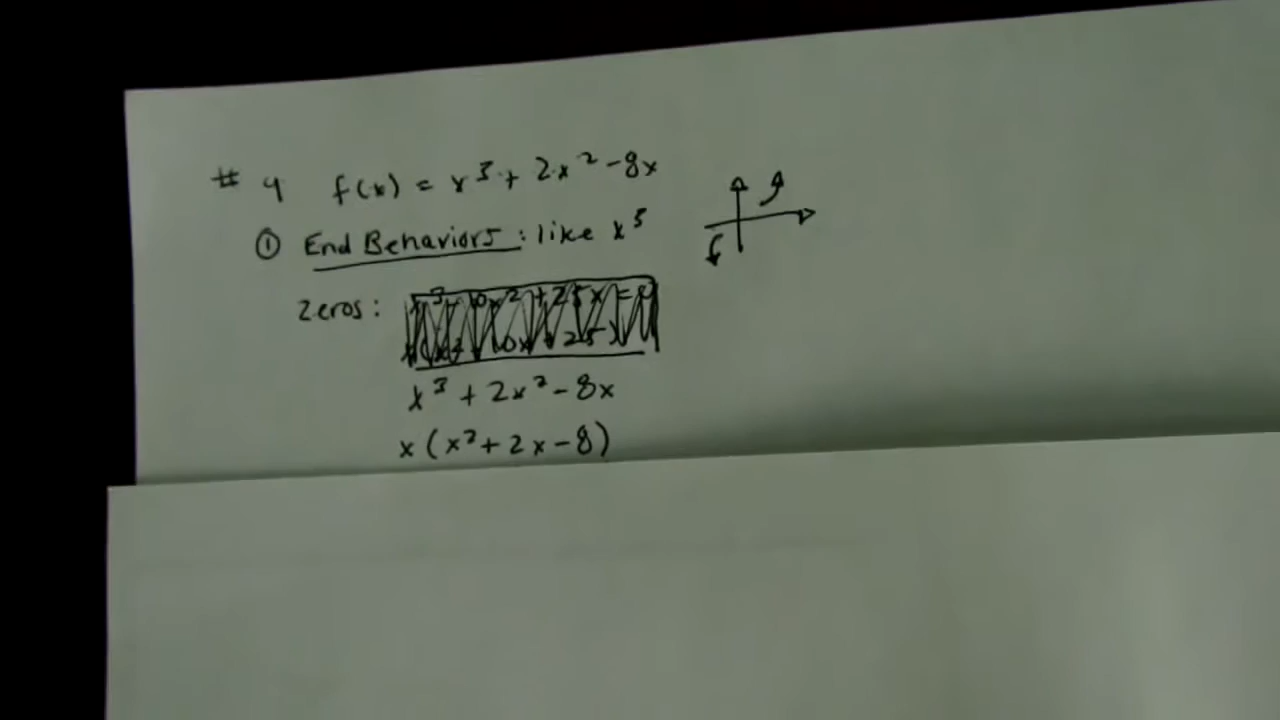 # 4 f(x) = x³ + 2x² - 8x
① End Behaviors: like x³
Zeros:
x³ + 2x² - 8x
x(x² + 2x - 8)